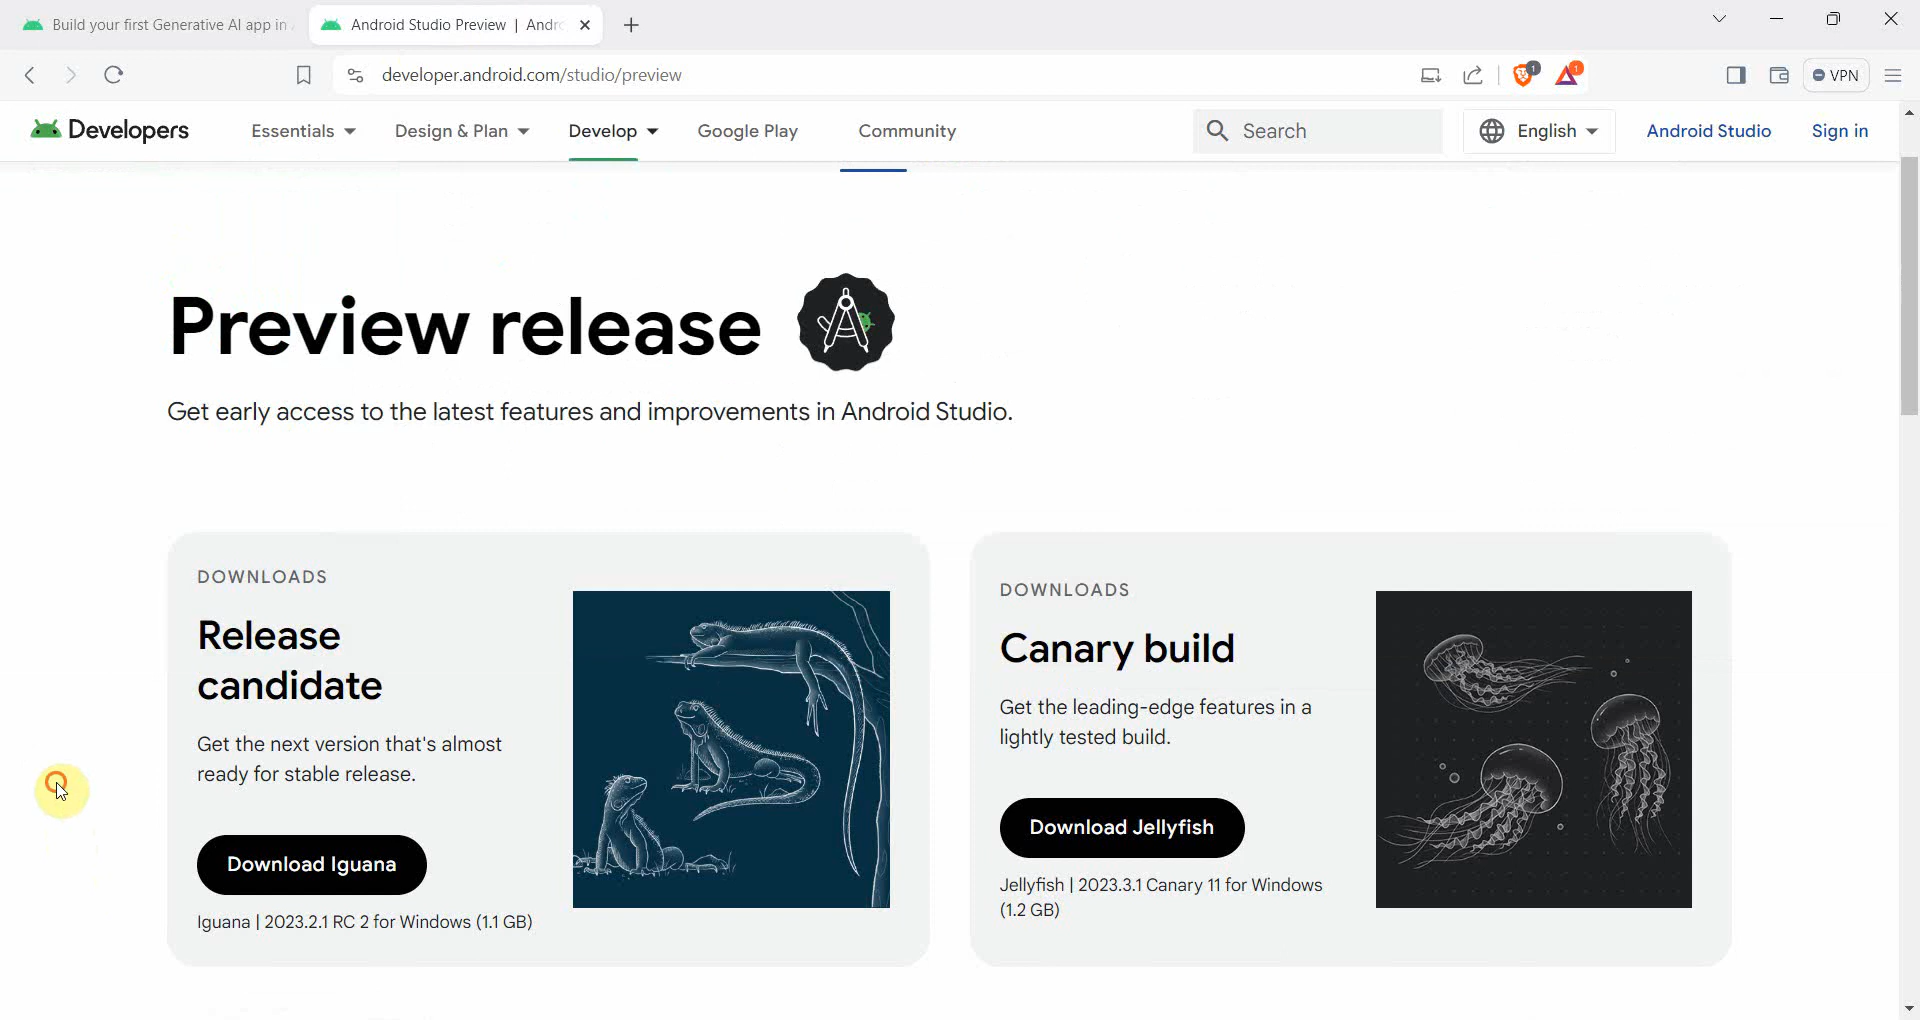 Build your first Generative AI app in
Android Studio Preview | Andr
developer.android.com/studio/preview
1
1
VPN
Developers
Essentials
Design & Plan
Develop
Google Play
Community
Search
English
Android Studio
Sign in
Preview release
Get early access to the latest features and improvements in Android Studio.
DOWNLOADS
Release
candidate
Get the next version that's almost
ready for stable release.
Download Iguana
Iguana | 2023.2.1 RC 2 for Windows (1.1 GB)
DOWNLOADS
Canary build
Get the leading-edge features in a
lightly tested build.
Download Jellyfish
Jellyfish | 2023.3.1 Canary 11 for Windows
(1.2 GB)